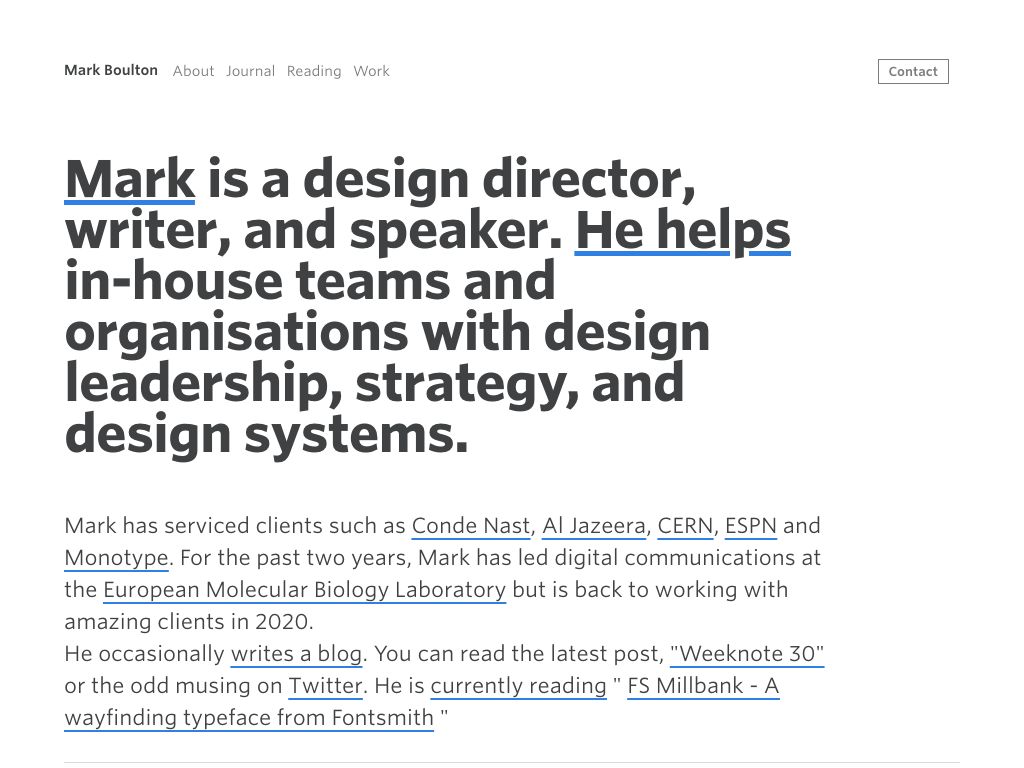 Mark Boulton About Journal Reading Work Contact
Mark is a design director,
writer, and speaker. He helps
in-house teams and
organisations with design
leadership, strategy, and
design systems.
Mark has serviced clients such as Conde Nast, Al Jazeera, CERN, ESPN and
Monotype. For the past two years, Mark has led digital communications at
the European Molecular Biology Laboratory but is back to working with
amazing clients in 2020.
He occasionally writes a blog. You can read the latest post, "Weeknote 30"
or the odd musing on Twitter. He is currently reading " FS Millbank - A
wayfinding typeface from Fontsmith "